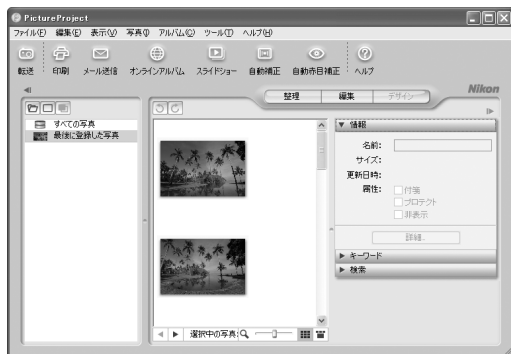 PictureProject
ファイル(F) 編集(E) 表示(V) 写真(I) アルバム(C) ツール(T) ヘルプ(H)
転送 印刷 メール送信 オンラインアルバム スライドショー 自動補正 自動赤目補正 ヘルプ
Nikon
整理 編集 デザイン
すべての写真
最後に登録した写真
▼ 情報
名前:
サイズ:
更新日時:
属性: 付箋
プロテクト
非表示
詳細...
▶ キーワード
▶ 検索
選択中の写真: